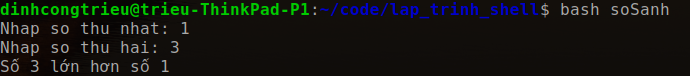 dinhcongtrieu@trieu-ThinkPad-P1:~/code/lap_trinh_shell$ bash soSanh
Nhap so thu nhat: 1
Nhap so thu hai: 3
Số 3 lớn hơn số 1